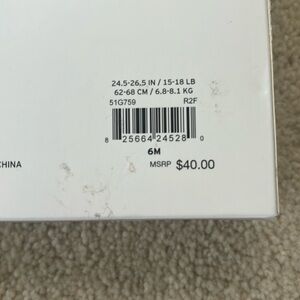 24.5-26,5 IN / 15-18 LB
62-68 CM / 6.8-8.1 KG
51G759 R2F
8 25664 24528 0
6M
CHINA
MSRP $40.00